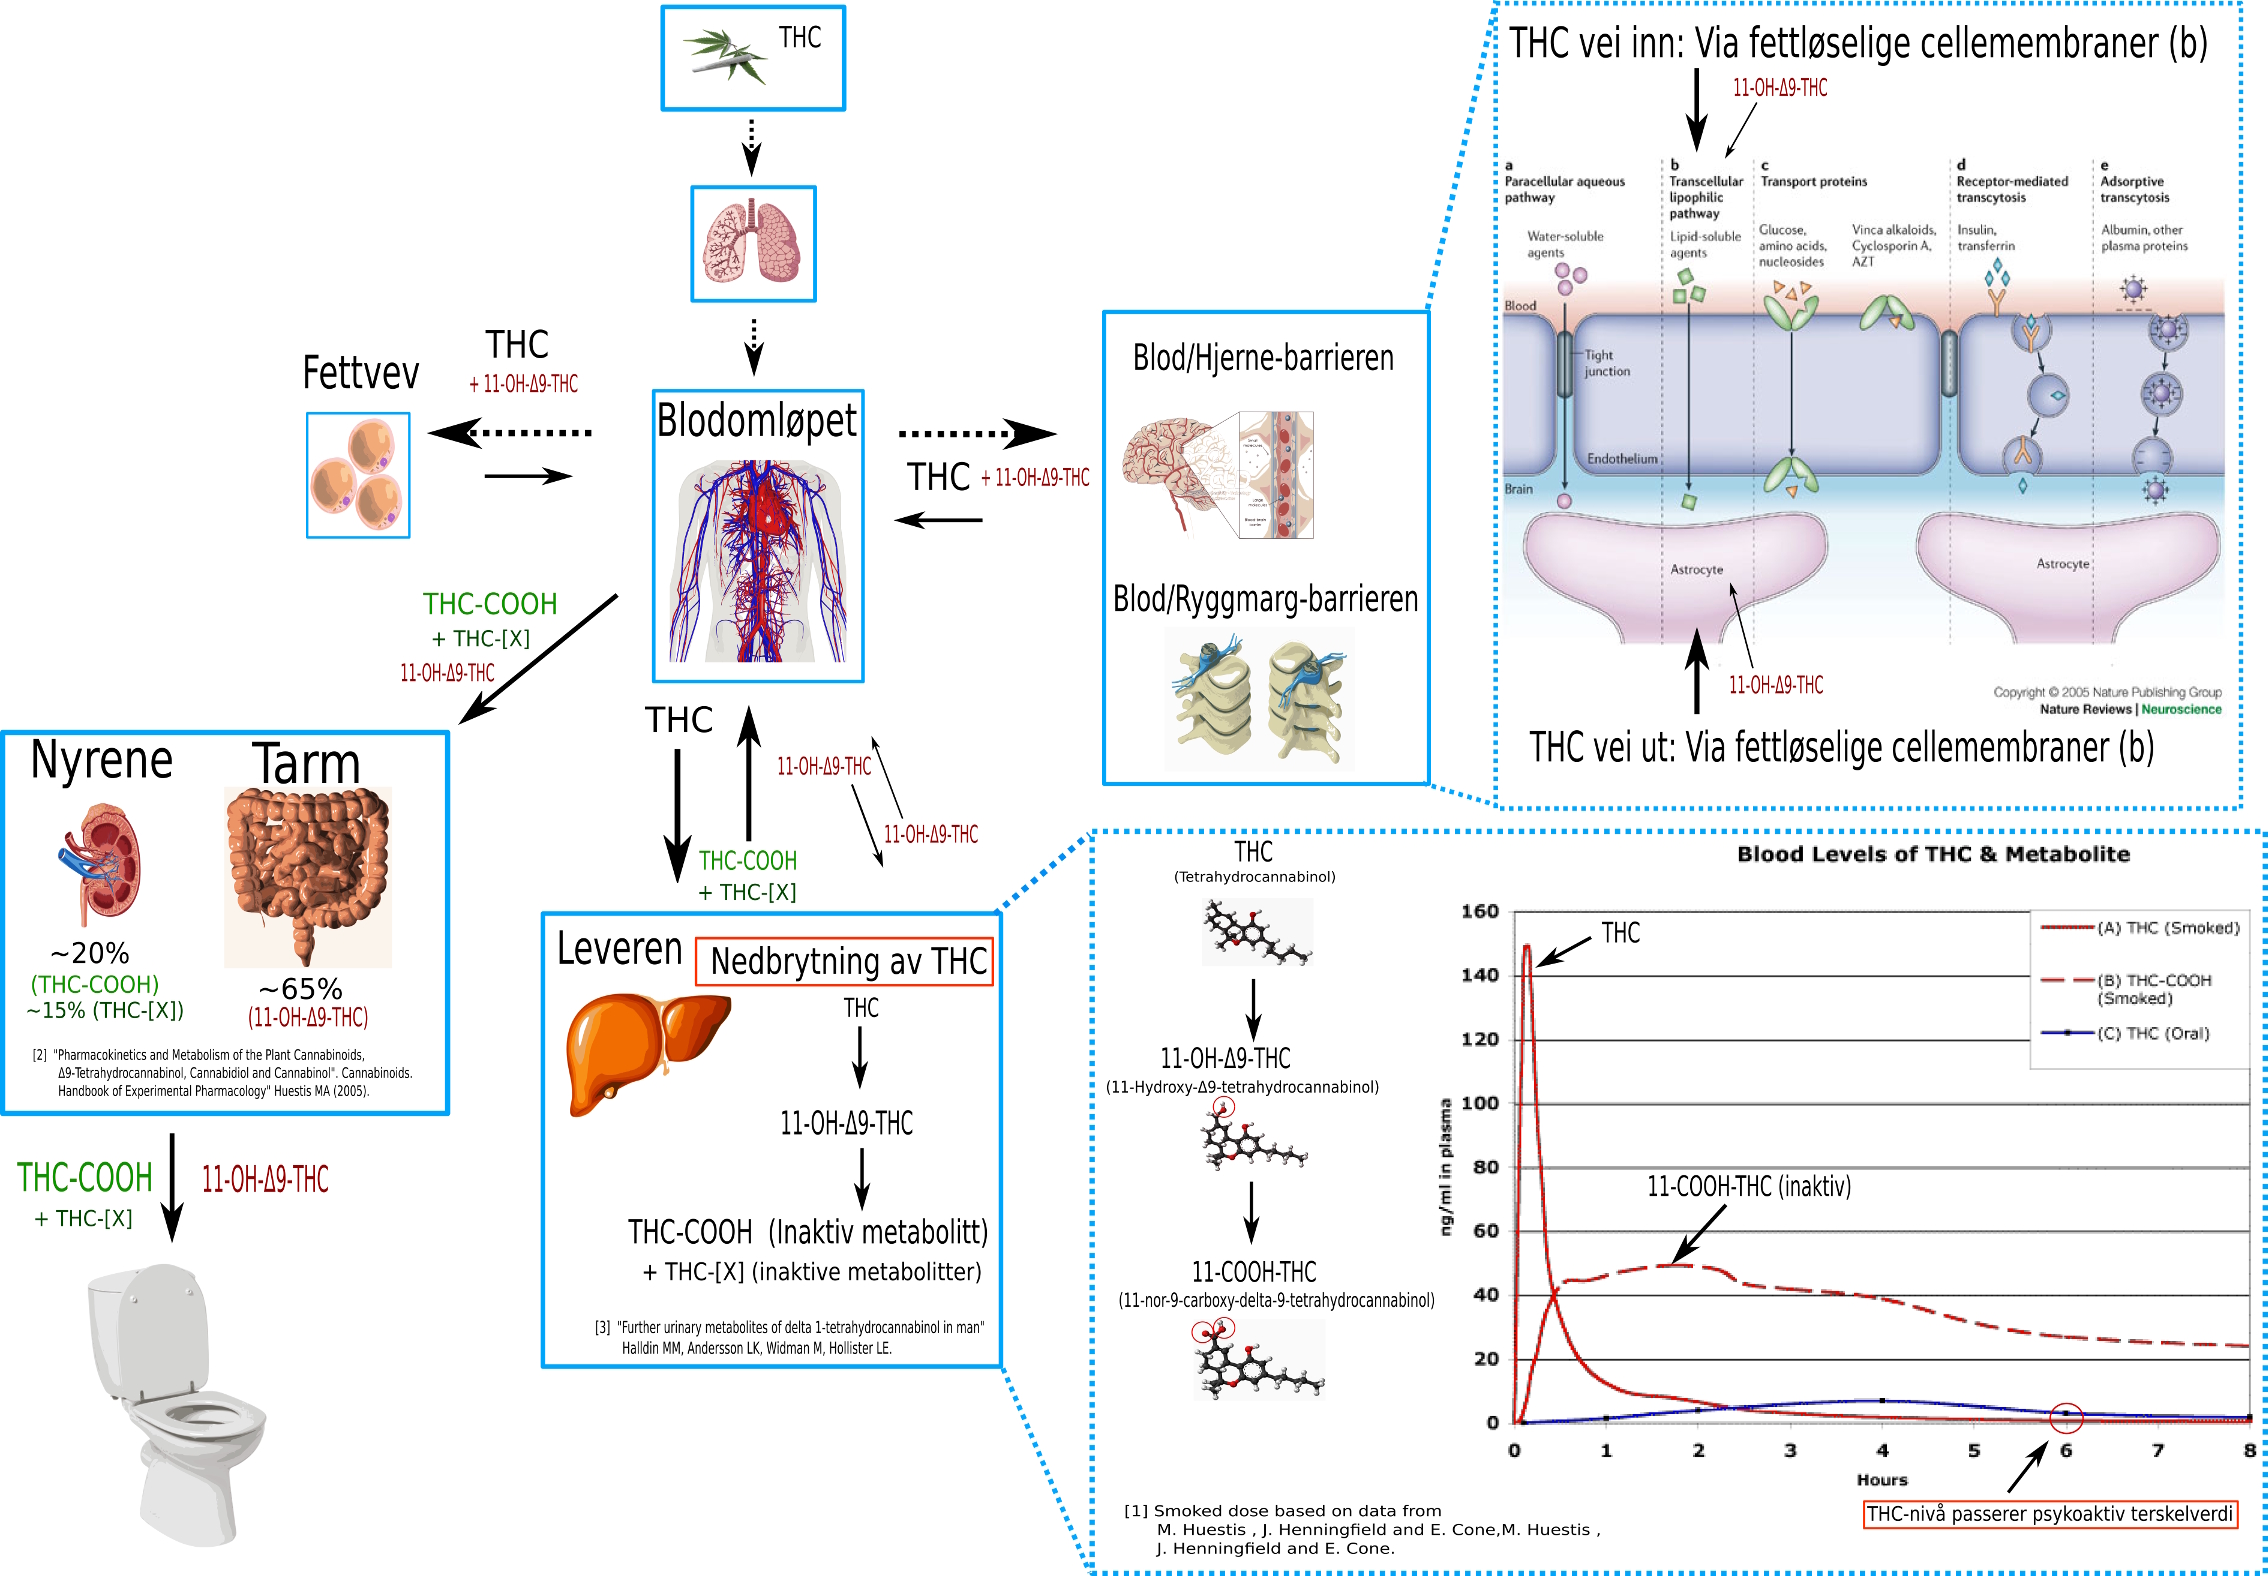 THC
THC vei inn: Via fettløselige cellemembraner (b)
11-OH-Δ9-THC
a
Paracellular aqueous
pathway
b
Transcellular
lipophilic
pathway
c
Transport proteins
d
Receptor-mediated
transcytosis
e
Adsorptive
transcytosis
Water-soluble
agents
Lipid-soluble
agents
Glucose,
amino acids,
nucleosides
Vinca alkaloids,
Cyclosporin A,
AZT
Insulin,
transferrin
Albumin, other
plasma proteins
Blood
Tight
junction
Endothelium
Brain
Astrocyte
Astrocyte
11-OH-Δ9-THC
Copyright © 2005 Nature Publishing Group
Nature Reviews | Neuroscience
THC vei ut: Via fettløselige cellemembraner (b)
Fettvev
THC
+ 11-OH-Δ9-THC
Blodomløpet
THC + 11-OH-Δ9-THC
Blod/Hjerne-barrieren
Blod/Ryggmarg-barrieren
THC-COOH
+ THC-[X]
11-OH-Δ9-THC
THC
11-OH-Δ9-THC
11-OH-Δ9-THC
THC-COOH
+ THC-[X]
Nyrene
Tarm
~20%
(THC-COOH)
~15% (THC-[X])
~65%
(11-OH-Δ9-THC)
[2] "Pharmacokinetics and Metabolism of the Plant Cannabinoids,
Δ9-Tetrahydrocannabinol, Cannabidiol and Cannabinol". Cannabinoids.
Handbook of Experimental Pharmacology" Huestis MA (2005).
THC-COOH
+ THC-[X]
11-OH-Δ9-THC
Leveren
Nedbrytning av THC
THC
11-OH-Δ9-THC
THC-COOH (Inaktiv metabolitt)
+ THC-[X] (inaktive metabolitter)
[3] "Further urinary metabolites of delta 1-tetrahydrocannabinol in man"
Halldin MM, Andersson LK, Widman M, Hollister LE.
THC
(Tetrahydrocannabinol)
11-OH-Δ9-THC
(11-Hydroxy-Δ9-tetrahydrocannabinol)
11-COOH-THC
(11-nor-9-carboxy-delta-9-tetrahydrocannabinol)
Blood Levels of THC & Metabolite
160
140
120
100
80
60
40
20
0
ng/ml in plasma
THC
(A) THC (Smoked)
(B) THC-COOH
(Smoked)
(C) THC (Oral)
11-COOH-THC (inaktiv)
0 1 2 3 4 5 6 7 8
Hours
THC-nivå passerer psykoaktiv terskelverdi
[1] Smoked dose based on data from
M. Huestis , J. Henningfield and E. Cone,M. Huestis ,
J. Henningfield and E. Cone.